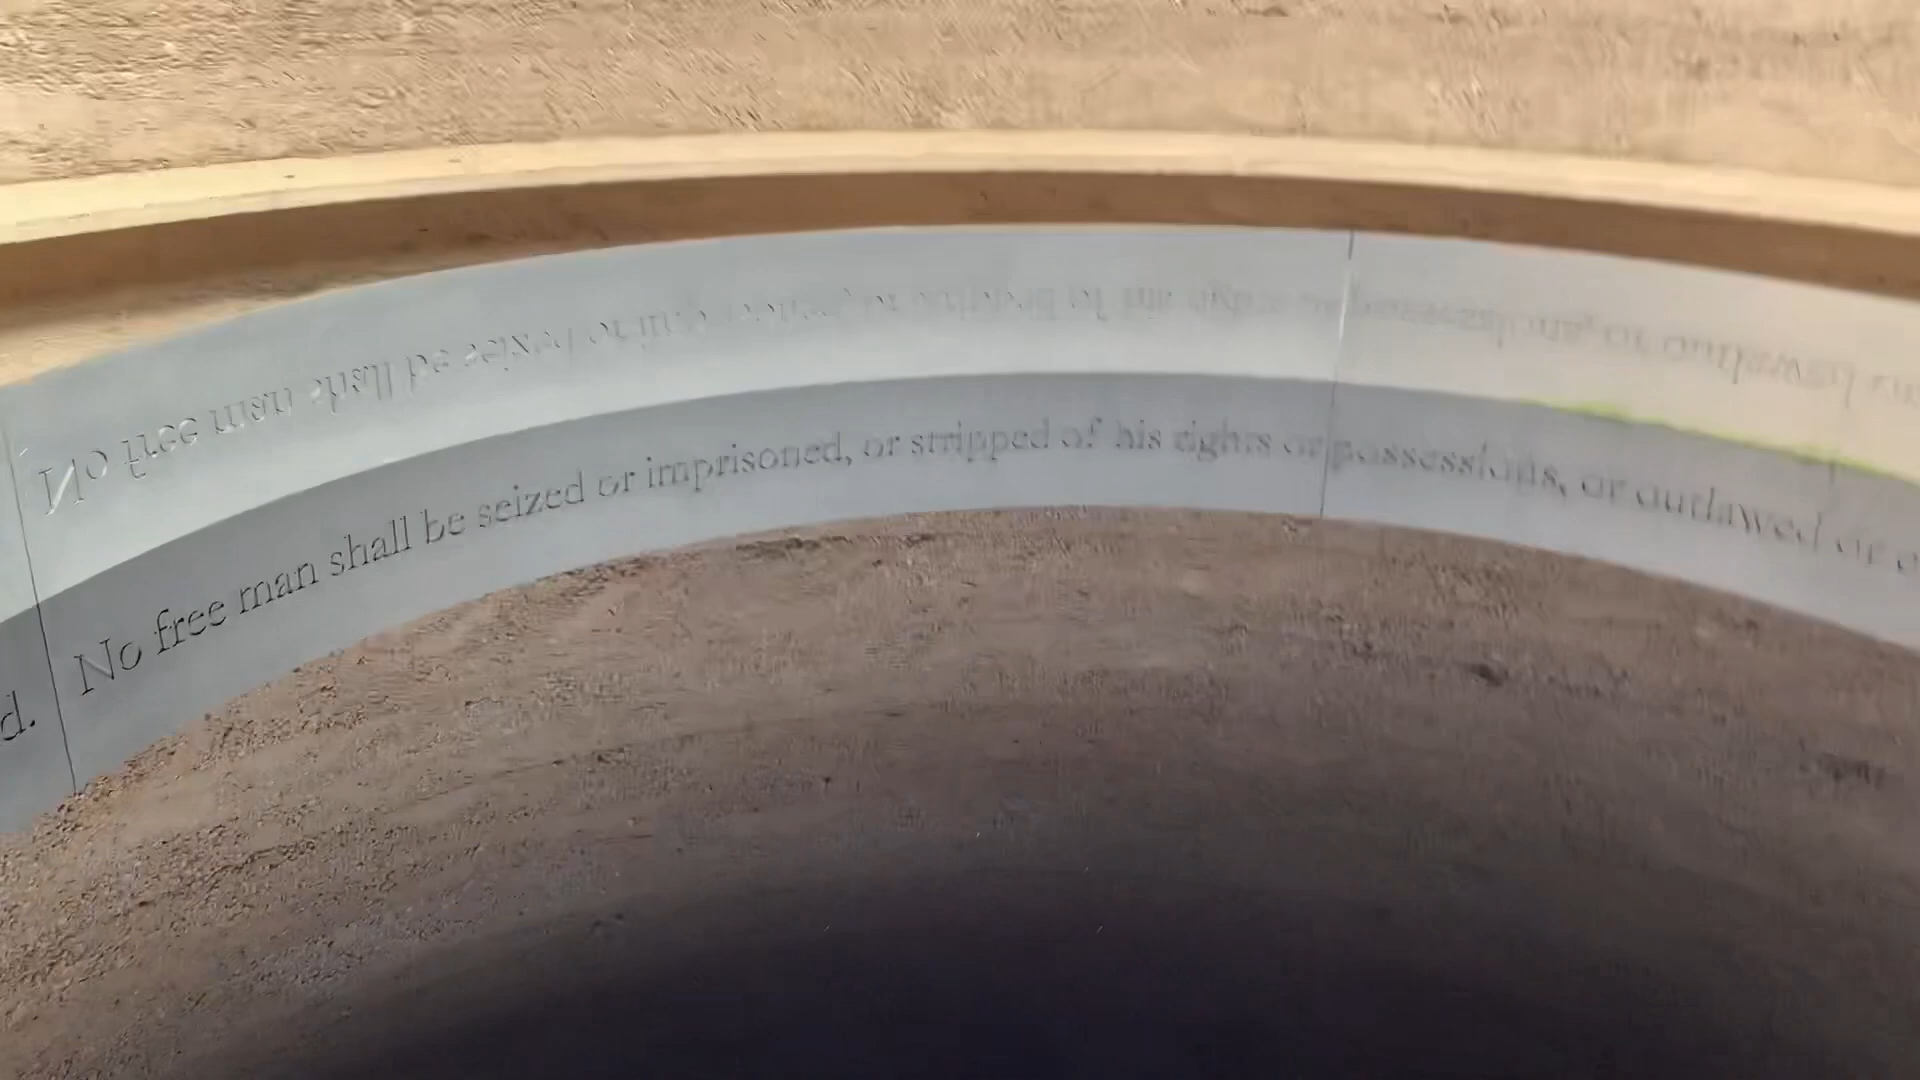 d. No free man shall be seized or imprisoned, or stripped of his rights or possessions, or outlawed or